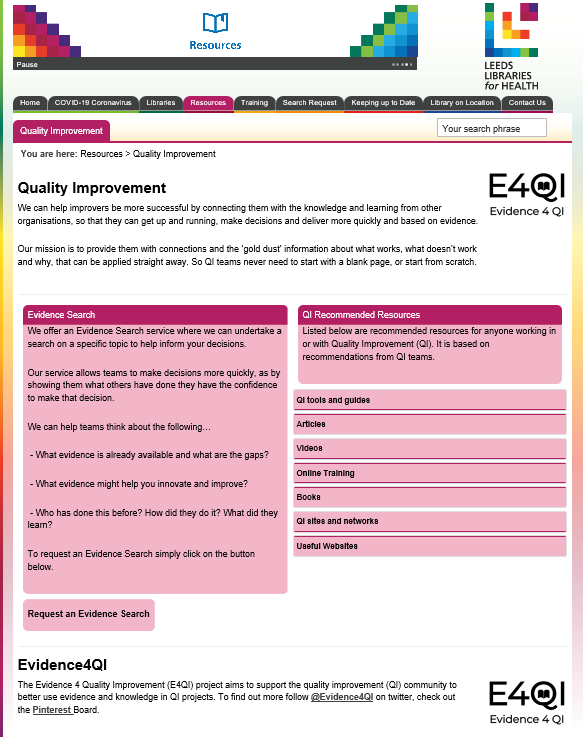 Resources
Pause
LEEDS
LIBRARIES
for HEALTH
Home COVID-19 Coronavirus Libraries Resources Training Search Request Keeping up to Date Library on Location Contact Us
Quality Improvement
Your search phrase
You are here: Resources > Quality Improvement
Quality Improvement
We can help improvers be more successful by connecting them with the knowledge and learning from other
organisations, so that they can get up and running, make decisions and deliver more quickly and based on evidence.
Our mission is to provide them with connections and the 'gold dust' information about what works, what doesn't work
and why, that can be applied straight away. So QI teams never need to start with a blank page, or start from scratch.
E4QI
Evidence 4 QI
Evidence Search
We offer an Evidence Search service where we can undertake a
search on a specific topic to help inform your decisions.
Our service allows teams to make decisions more quickly, as by
showing them what others have done they have the confidence
to make that decision.
We can help teams think about the following…
- What evidence is already available and what are the gaps?
- What evidence might help you innovate and improve?
- Who has done this before? How did they do it? What did they
learn?
To request an Evidence Search simply click on the button
below.
Request an Evidence Search
QI Recommended Resources
Listed below are recommended resources for anyone working in
or with Quality Improvement (QI). It is based on
recommendations from QI teams.
QI tools and guides
Articles
Videos
Online Training
Books
QI sites and networks
Useful Websites
Evidence4QI
The Evidence 4 Quality Improvement (E4QI) project aims to support the quality improvement (QI) community to
better use evidence and knowledge in QI projects. To find out more follow @Evidence4QI on twitter, check out
the Pinterest Board.
E4QI
Evidence 4 QI